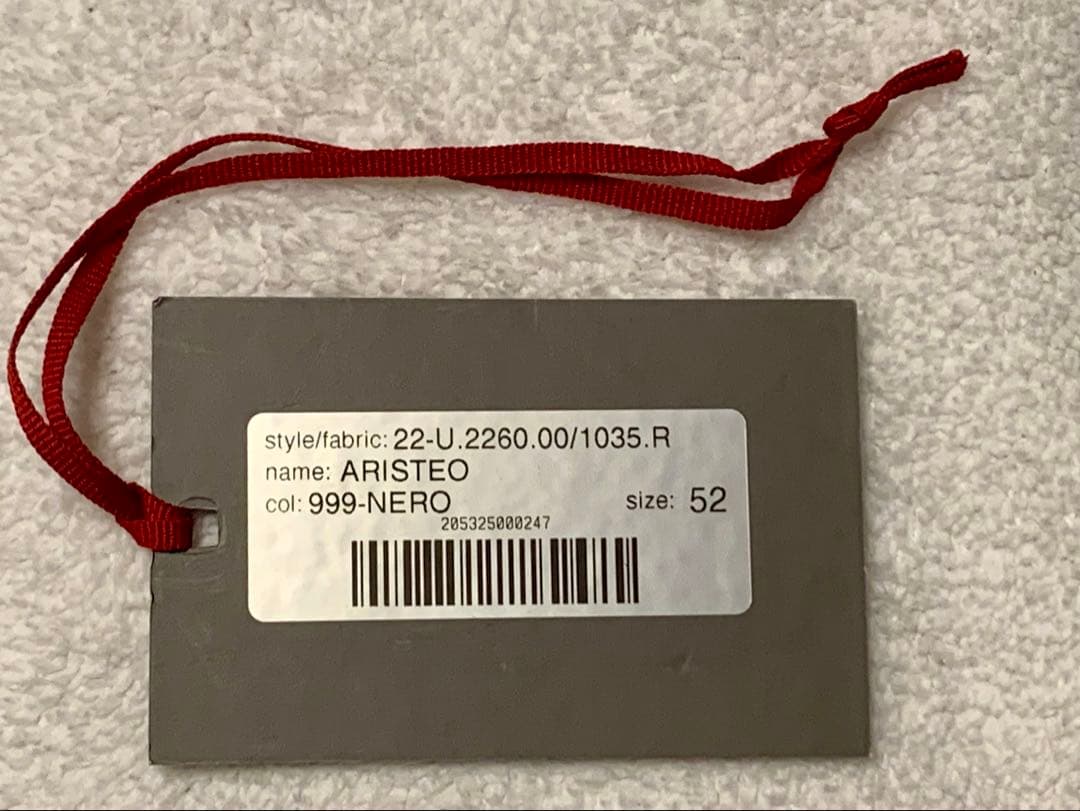 style/fabric: 22-U.2260.00/1035.R
name: ARISTEO
col: 999-NERO size: 52
205325000247